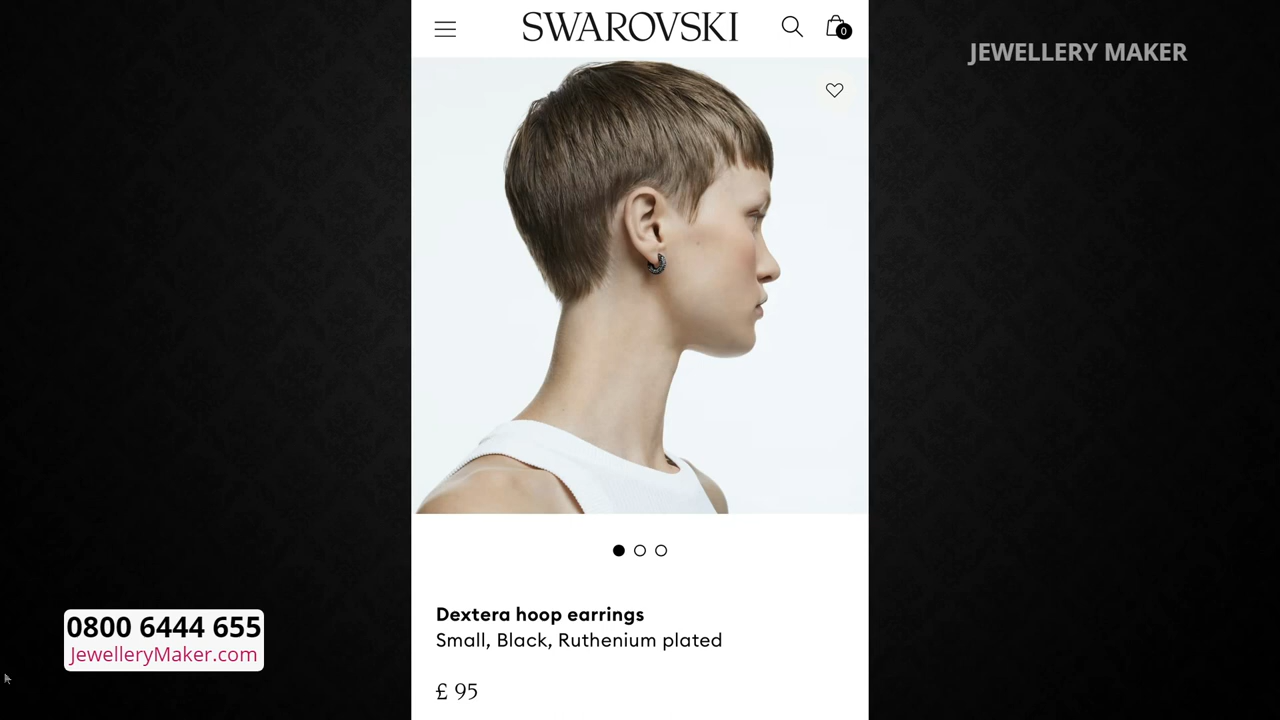 SWAROVSKI
0
JEWELLERY MAKER
Dextera hoop earrings
Small, Black, Ruthenium plated
£ 95
0800 6444 655
JewelleryMaker.com